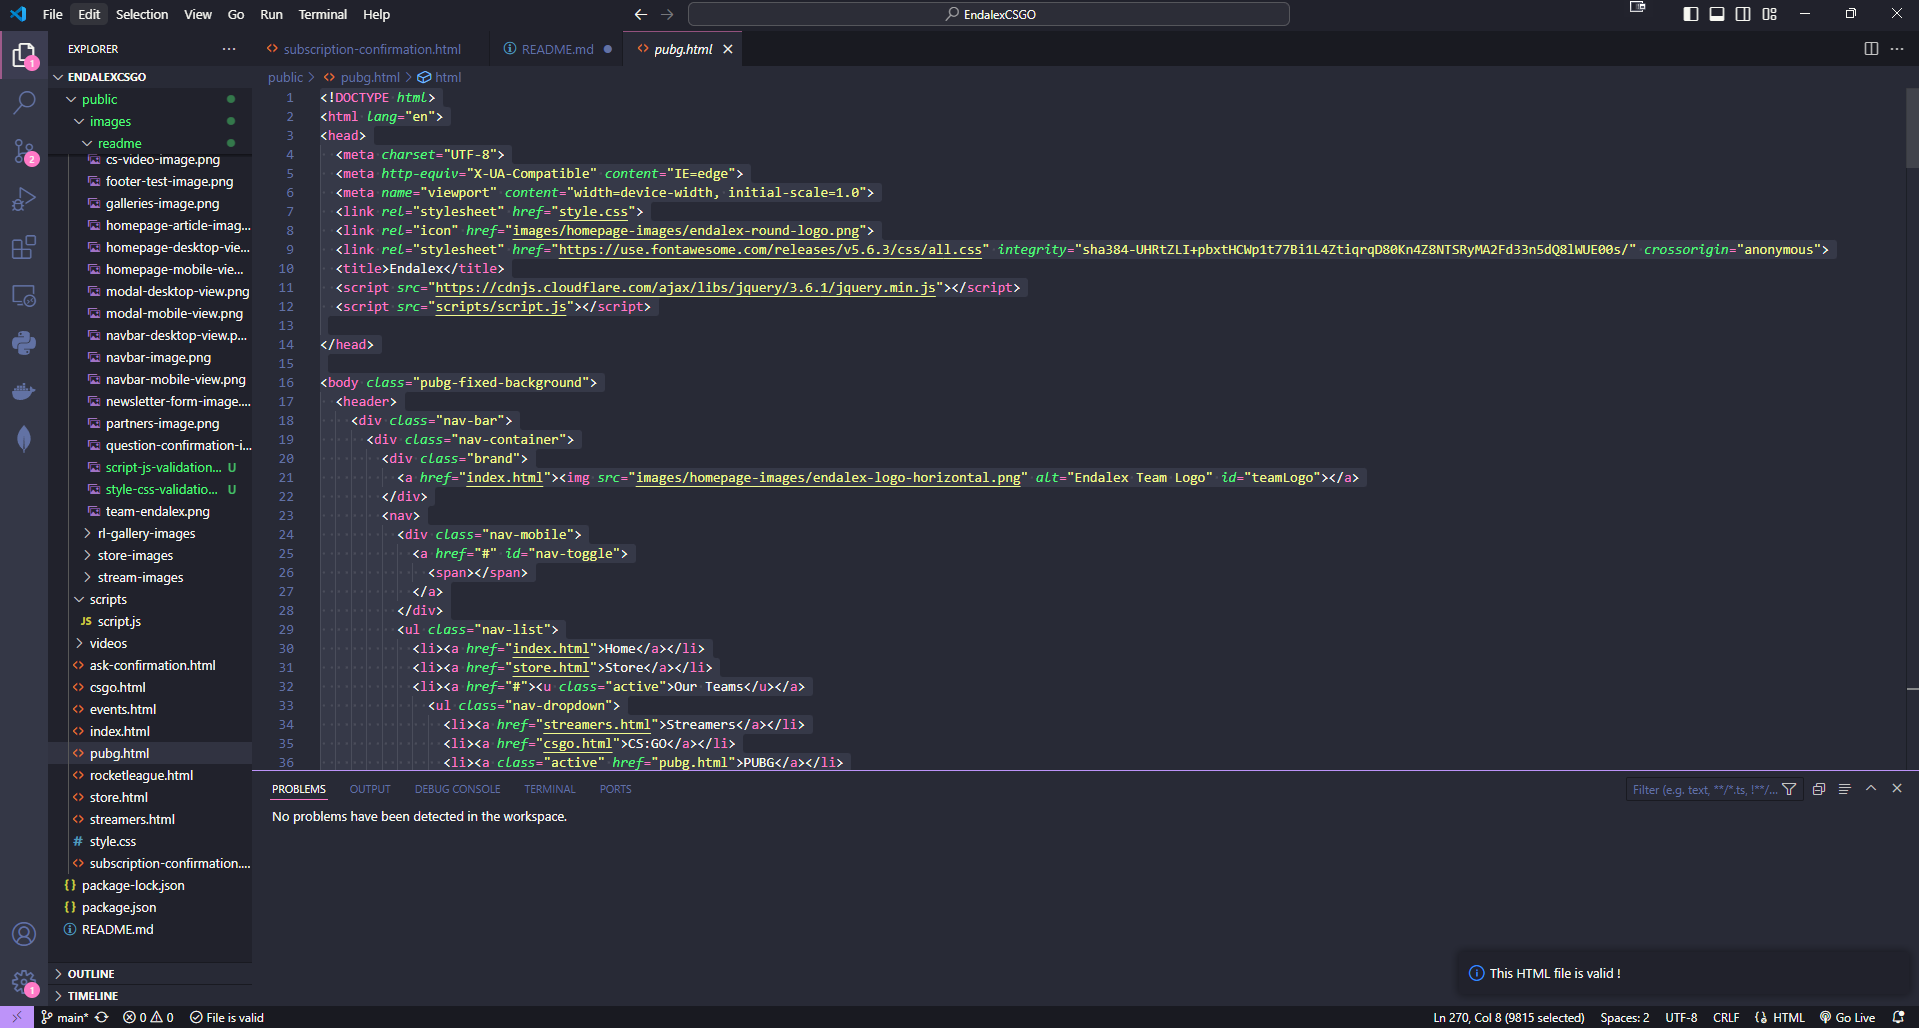 File Edit Selection View Go Run Terminal Help
EndalexCSGO
EXPLORER
subscription-confirmation.html
README.md
pubg.html
ENDALEXCSGO
public > pubg.html > html
public
images
readme
cs-video-image.png
footer-test-image.png
galleries-image.png
homepage-article-imag...
homepage-desktop-vie...
homepage-mobile-vie...
modal-desktop-view.png
modal-mobile-view.png
navbar-desktop-view.p...
navbar-image.png
navbar-mobile-view.png
newsletter-form-image....
partners-image.png
question-confirmation-i...
script-js-validation... U
style-css-validatio... U
team-endalex.png
rl-gallery-images
store-images
stream-images
scripts
JS script.js
videos
ask-confirmation.html
csgo.html
events.html
index.html
pubg.html
rocketleague.html
store.html
streamers.html
# style.css
subscription-confirmation....
{} package-lock.json
{} package.json
README.md
OUTLINE
TIMELINE
1 <!DOCTYPE html>
2 <html lang="en">
3 <head>
4 <meta charset="UTF-8">
5 <meta http-equiv="X-UA-Compatible" content="IE=edge">
6 <meta name="viewport" content="width=device-width, initial-scale=1.0">
7 <link rel="stylesheet" href="style.css">
8 <link rel="icon" href="images/homepage-images/endalex-round-logo.png">
9 <link rel="stylesheet" href="https://use.fontawesome.com/releases/v5.6.3/css/all.css" integrity="sha384-UHRtZLI+pbxtHCWp1t77Bi1L4ZtiqrqD80Kn4Z8NTSRyMA2Fd33n5dQ8lWUE00s/" crossorigin="anonymous">
10 <title>Endalex</title>
11 <script src="https://cdnjs.cloudflare.com/ajax/libs/jquery/3.6.1/jquery.min.js"></script>
12 <script src="scripts/script.js"></script>
13
14 </head>
15
16 <body class="pubg-fixed-background">
17 <header>
18 <div class="nav-bar">
19 <div class="nav-container">
20 <div class="brand">
21 <a href="index.html"><img src="images/homepage-images/endalex-logo-horizontal.png" alt="Endalex Team Logo" id="teamLogo"></a>
22 </div>
23 <nav>
24 <div class="nav-mobile">
25 <a href="#" id="nav-toggle">
26 <span></span>
27 </a>
28 </div>
29 <ul class="nav-list">
30 <li><a href="index.html">Home</a></li>
31 <li><a href="store.html">Store</a></li>
32 <li><a href="#"><u class="active">Our Teams</u></a>
33 <ul class="nav-dropdown">
34 <li><a href="streamers.html">Streamers</a></li>
35 <li><a href="csgo.html">CS:GO</a></li>
36 <li><a class="active" href="pubg.html">PUBG</a></li>
PROBLEMS OUTPUT DEBUG CONSOLE TERMINAL PORTS
Filter (e.g. text, **/*.ts, !**/...
No problems have been detected in the workspace.
This HTML file is valid !
1
2
1
main* 0 0 File is valid
Ln 270, Col 8 (9815 selected) Spaces: 2 UTF-8 CRLF HTML Go Live